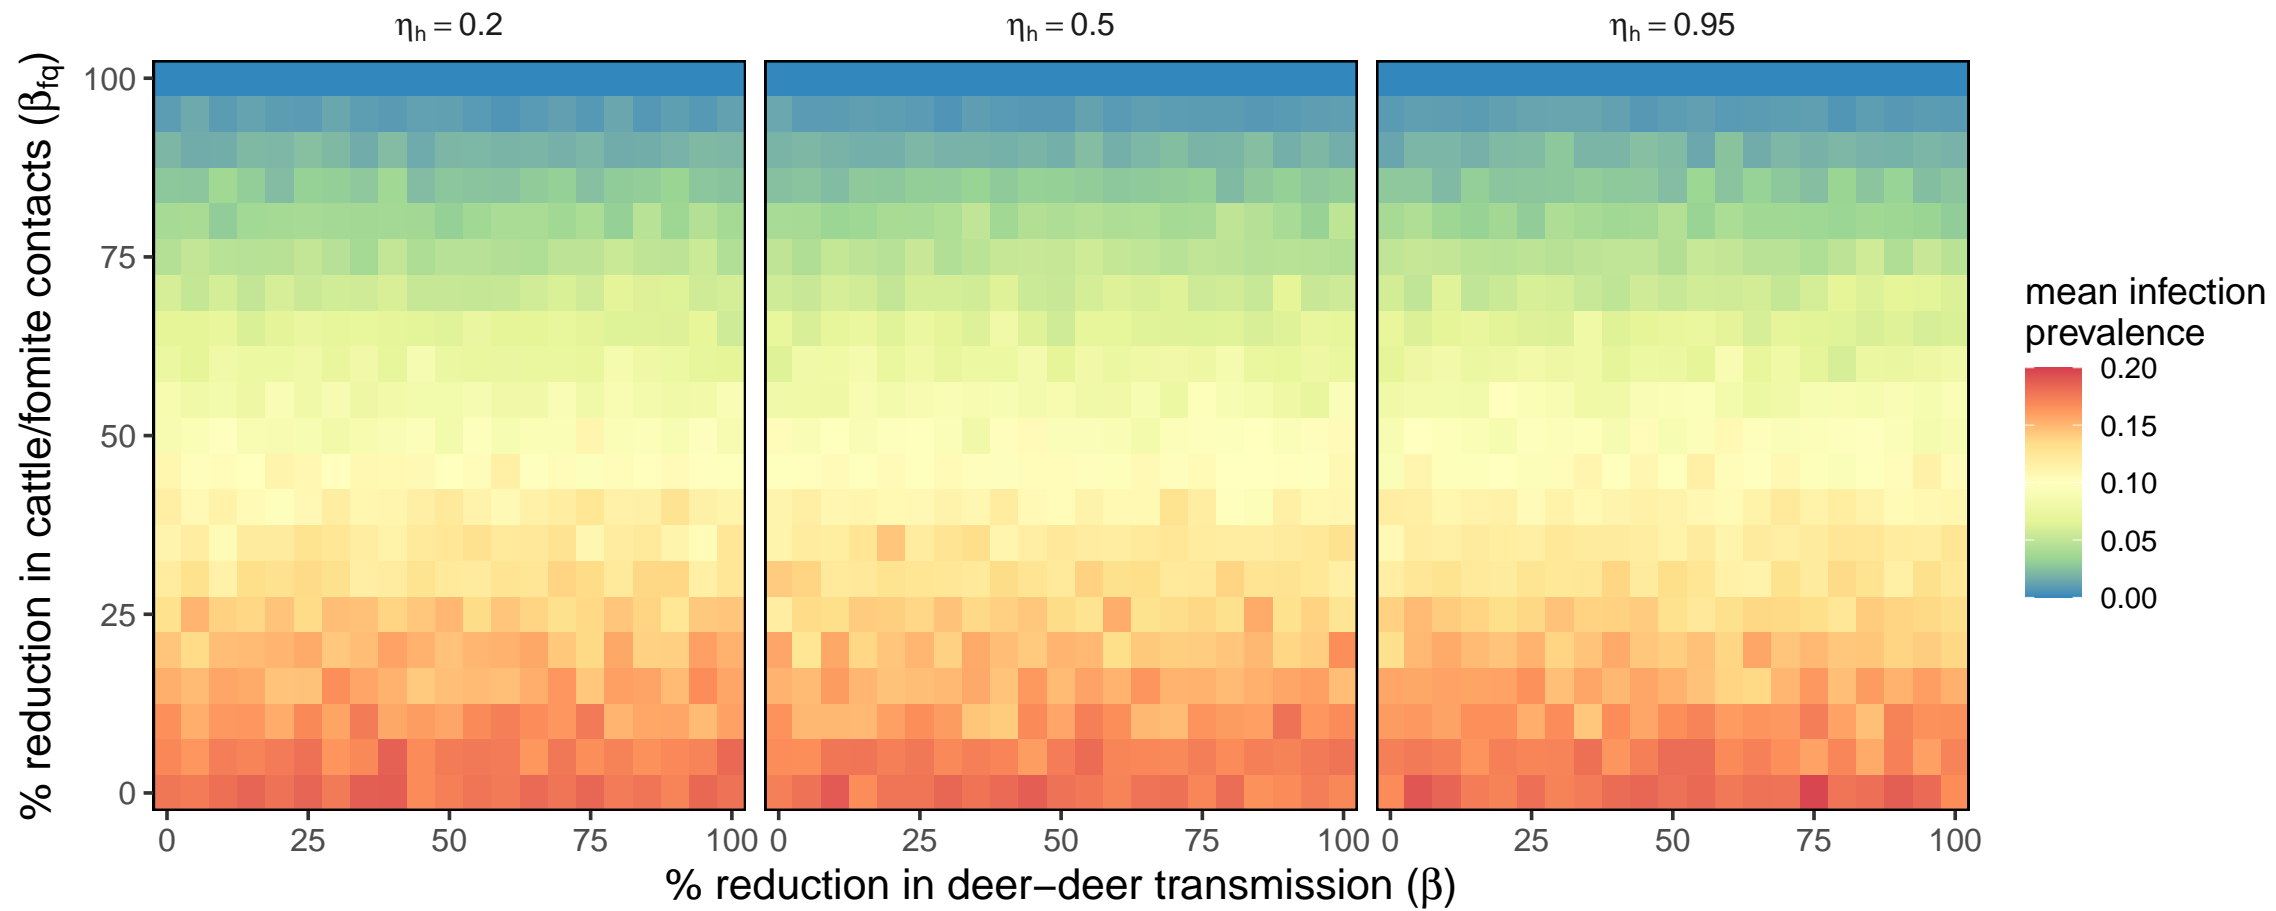 ηh = 0.2
ηh = 0.5
ηh = 0.95
% reduction in cattle/fomite contacts (βfq)
100
75
50
25
0
0 25 50 75 100
0 25 50 75 100
0 25 50 75 100
% reduction in deer−deer transmission (β)
mean infection
prevalence
0.20
0.15
0.10
0.05
0.00